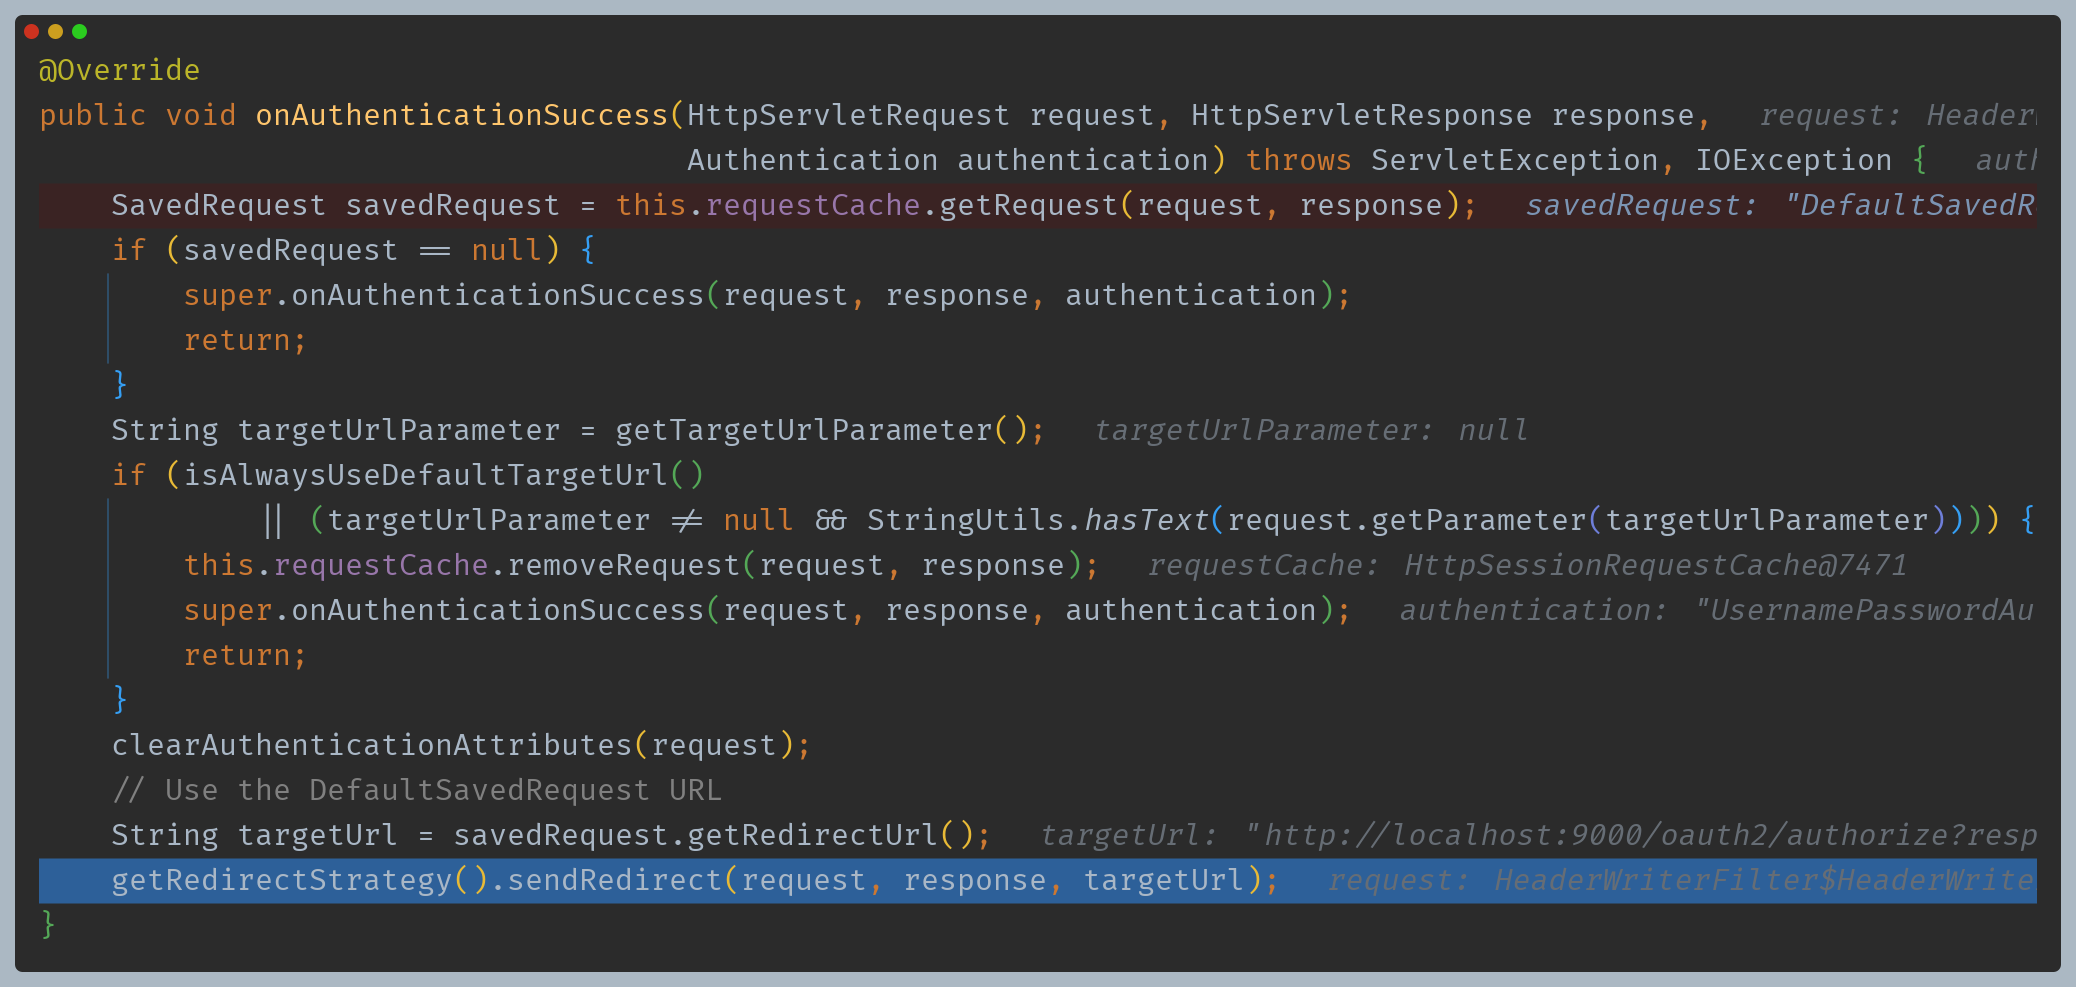 @Override
public void onAuthenticationSuccess(HttpServletRequest request, HttpServletResponse response,  request: Header
Authentication authentication) throws ServletException, IOException {  auth
SavedRequest savedRequest = this.requestCache.getRequest(request, response);  savedRequest: "DefaultSavedR
if (savedRequest == null) {
super.onAuthenticationSuccess(request, response, authentication);
return;
}
String targetUrlParameter = getTargetUrlParameter();  targetUrlParameter: null
if (isAlwaysUseDefaultTargetUrl()
|| (targetUrlParameter != null && StringUtils.hasText(request.getParameter(targetUrlParameter)))) {
this.requestCache.removeRequest(request, response);  requestCache: HttpSessionRequestCache@7471
super.onAuthenticationSuccess(request, response, authentication);  authentication: "UsernamePasswordAu
return;
}
clearAuthenticationAttributes(request);
// Use the DefaultSavedRequest URL
String targetUrl = savedRequest.getRedirectUrl();  targetUrl: "http://localhost:9000/oauth2/authorize?resp
getRedirectStrategy().sendRedirect(request, response, targetUrl);  request: HeaderWriterFilter$HeaderWrite
}